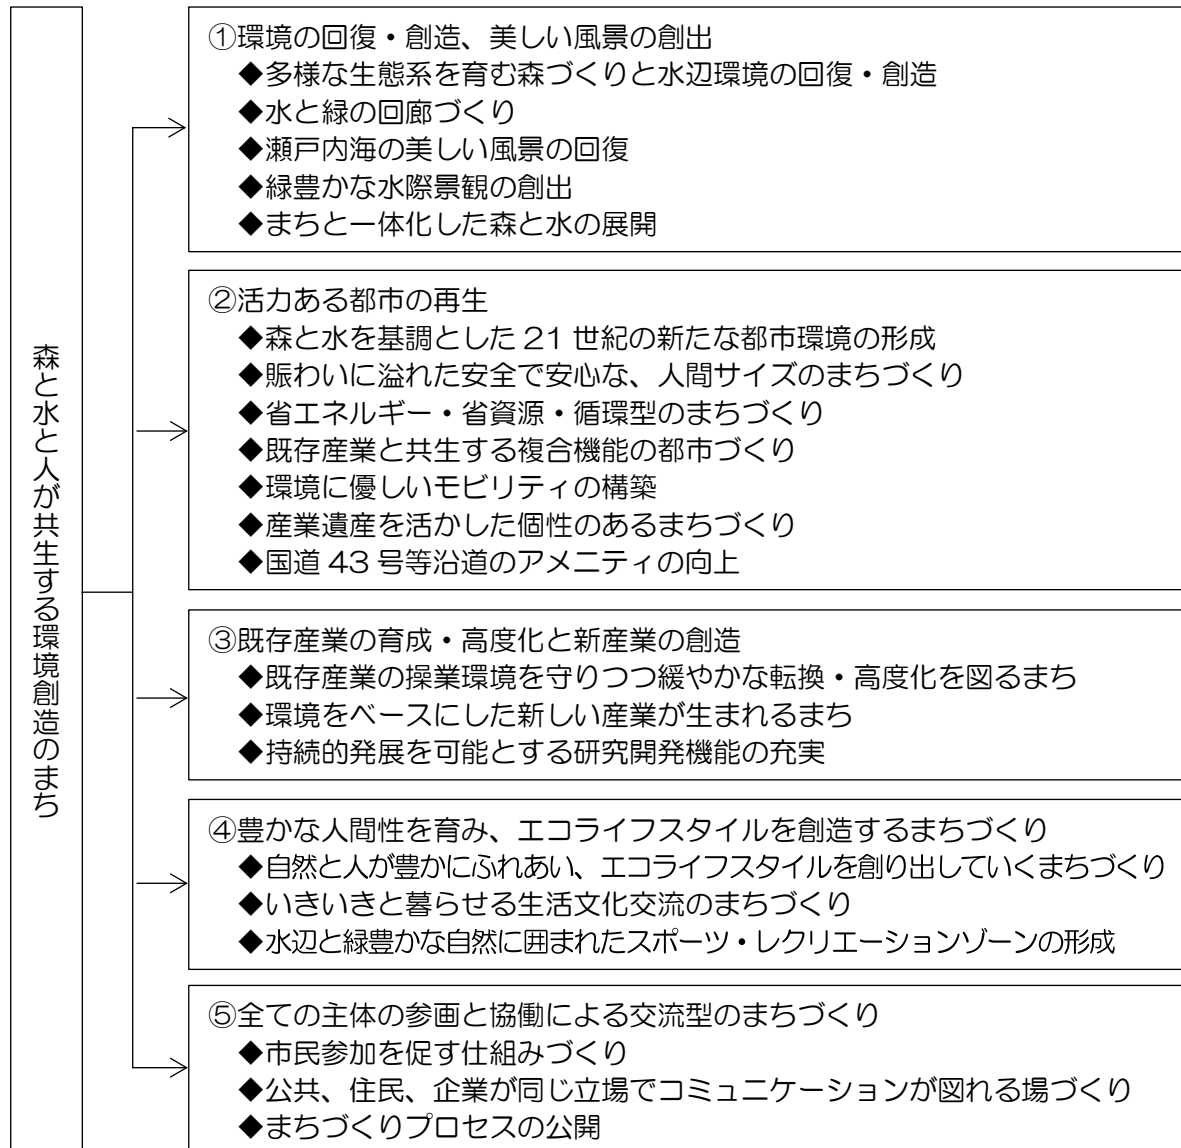 森と水と人が共生する環境創造のまち
①環境の回復・創造、美しい風景の創出
◆多様な生態系を育む森づくりと水辺環境の回復・創造
◆水と緑の回廊づくり
◆瀬戸内海の美しい風景の回復
◆緑豊かな水際景観の創出
◆まちと一体化した森と水の展開
②活力ある都市の再生
◆森と水を基調とした 21 世紀の新たな都市環境の形成
◆賑わいに溢れた安全で安心な、人間サイズのまちづくり
◆省エネルギー・省資源・循環型のまちづくり
◆既存産業と共生する複合機能の都市づくり
◆環境に優しいモビリティの構築
◆産業遺産を活かした個性のあるまちづくり
◆国道 43 号等沿道のアメニティの向上
③既存産業の育成・高度化と新産業の創造
◆既存産業の操業環境を守りつつ緩やかな転換・高度化を図るまち
◆環境をベースにした新しい産業が生まれるまち
◆持続的発展を可能とする研究開発機能の充実
④豊かな人間性を育み、エコライフスタイルを創造するまちづくり
◆自然と人が豊かにふれあい、エコライフスタイルを創り出していくまちづくり
◆いきいきと暮らせる生活文化交流のまちづくり
◆水辺と緑豊かな自然に囲まれたスポーツ・レクリエーションゾーンの形成
⑤全ての主体の参画と協働による交流型のまちづくり
◆市民参加を促す仕組みづくり
◆公共、住民、企業が同じ立場でコミュニケーションが図れる場づくり
◆まちづくりプロセスの公開